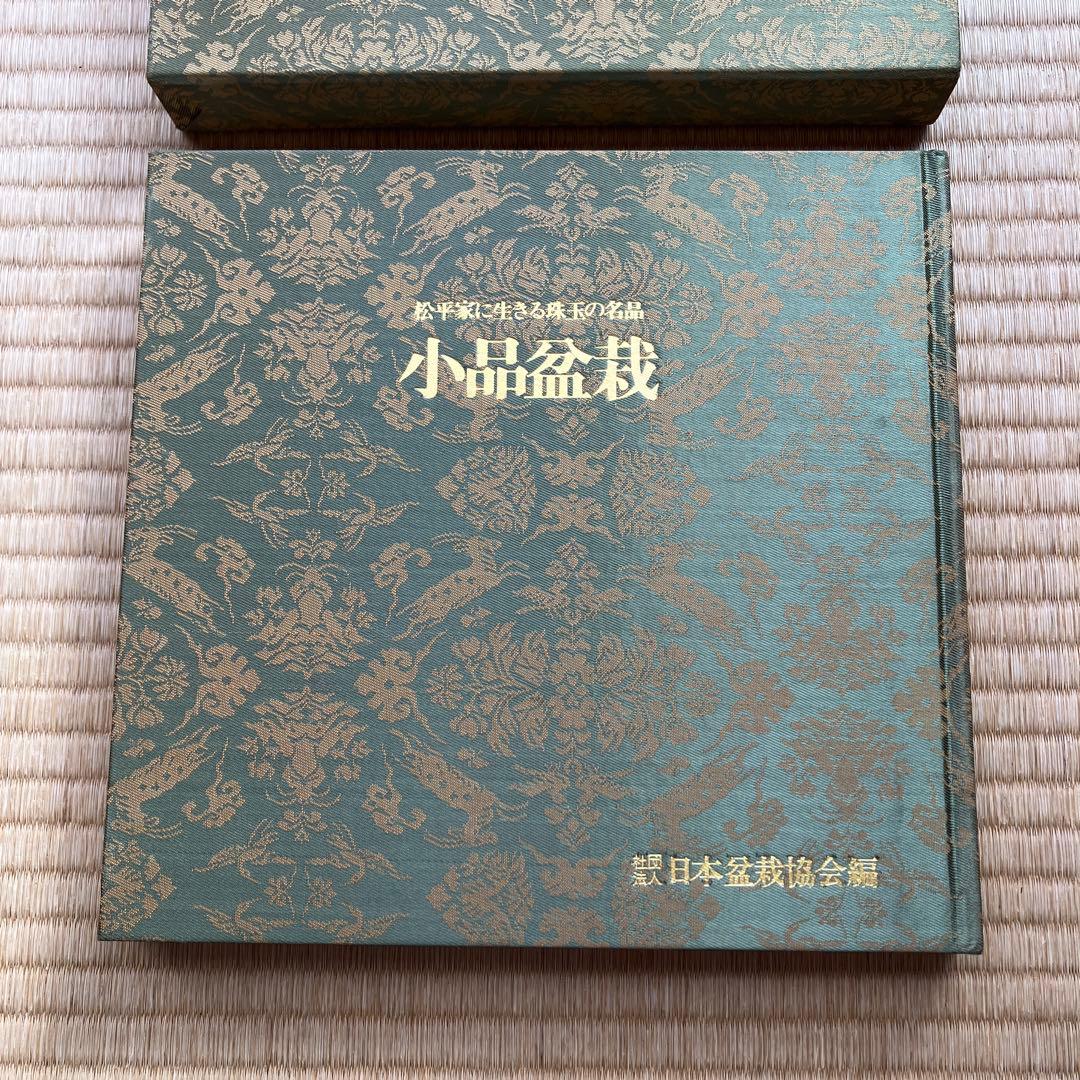 松平家に生きる珠玉の名品
小品盆栽
社団法人 日本盆栽協会編